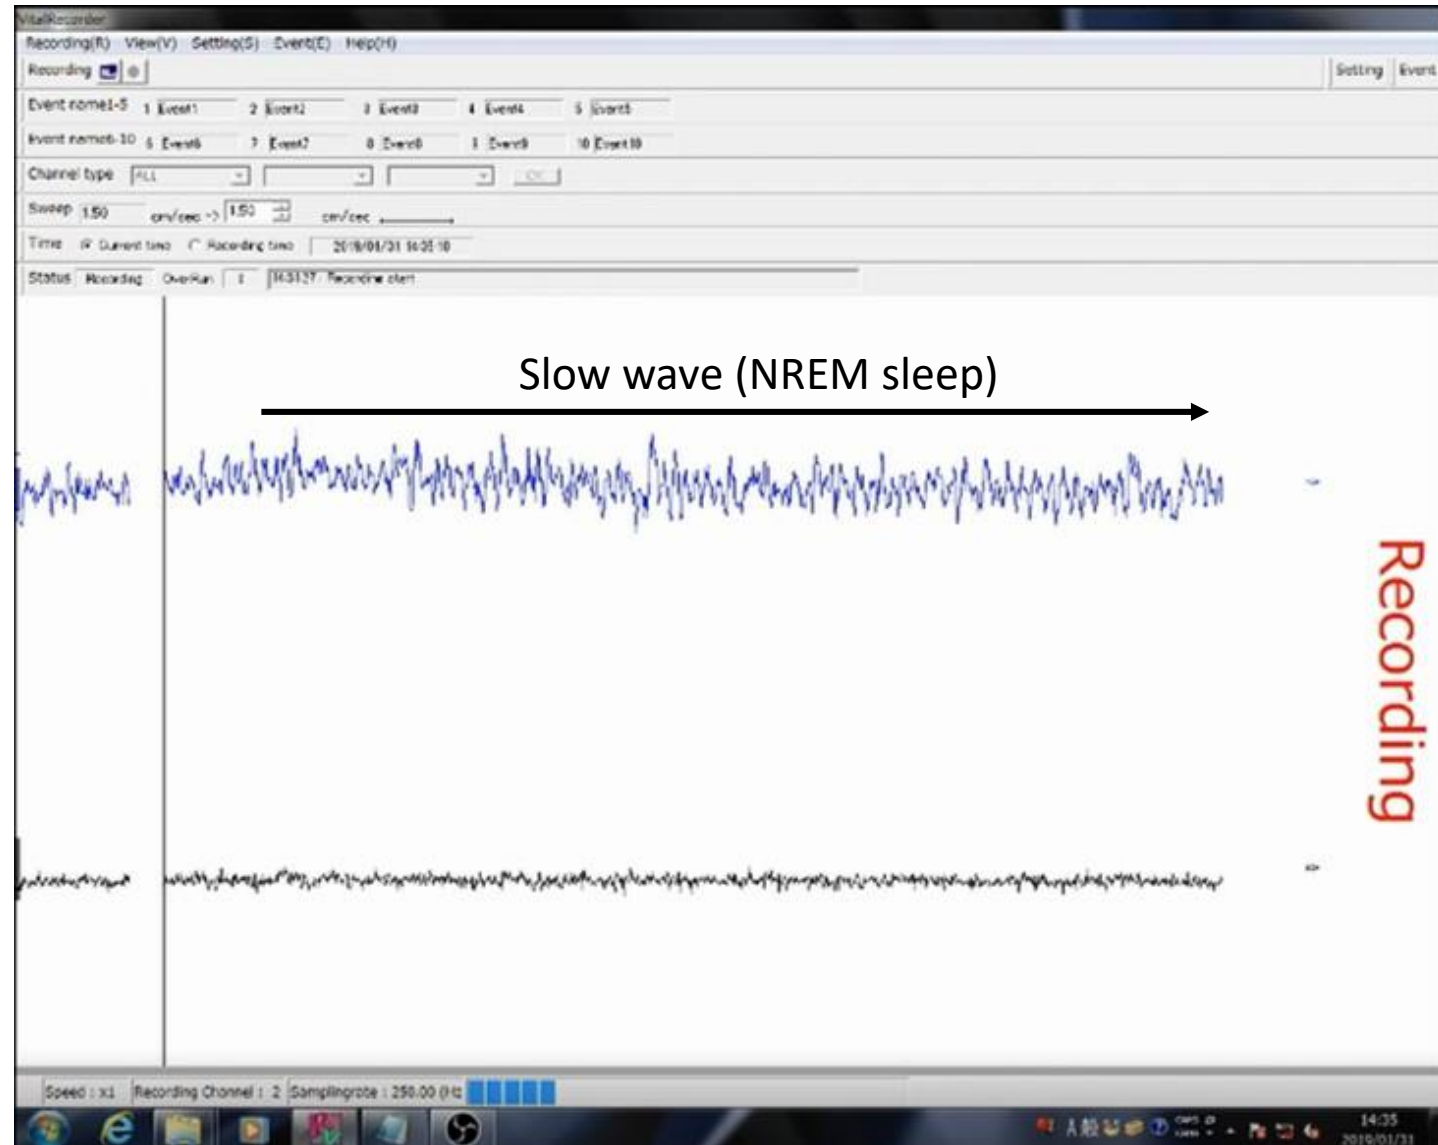 VitalRecorder
Recording(R) View(V) Setting(S) Event(E) Help(H)
Recording Setting Event
Event name1-5 1 Event1 2 Event2 3 Event3 4 Event4 5 Event5
Event name6-10 6 Event6 7 Event7 8 Event8 9 Event9 10 Event10
Channel type ALL OK
Sweep 1.50 cm/sec -> 1.50 cm/sec
Time Current time Recording time 2019/01/31
Status Recording OverRun Recording start
Slow wave (NREM sleep)
Recording
Speed : x1 Recording Channel : 2 Samplingrate : 250.00 (Hz
A 般 CAPS
14:35
2019/01/31